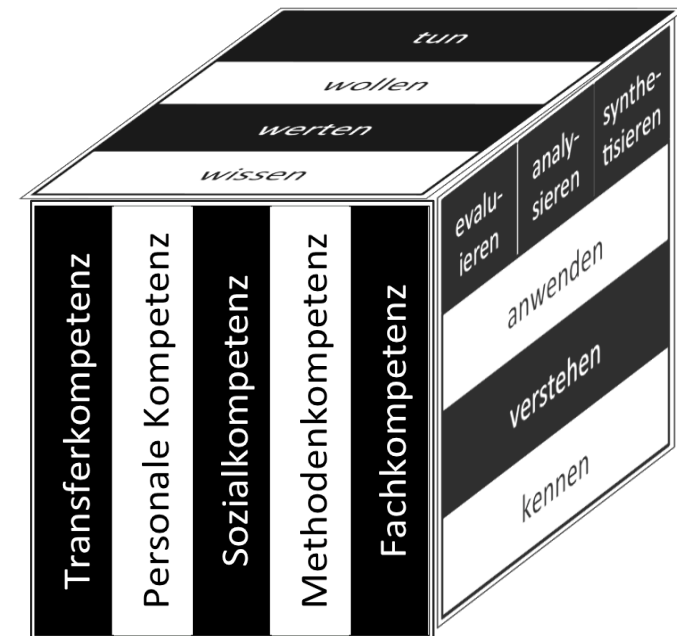 tun
wollen
werten
wissen
evalu-
ieren
analy-
sieren
synthe-
tisieren
anwenden
verstehen
kennen
Transferkompetenz
Personale Kompetenz
Sozialkompetenz
Methodenkompetenz
Fachkompetenz